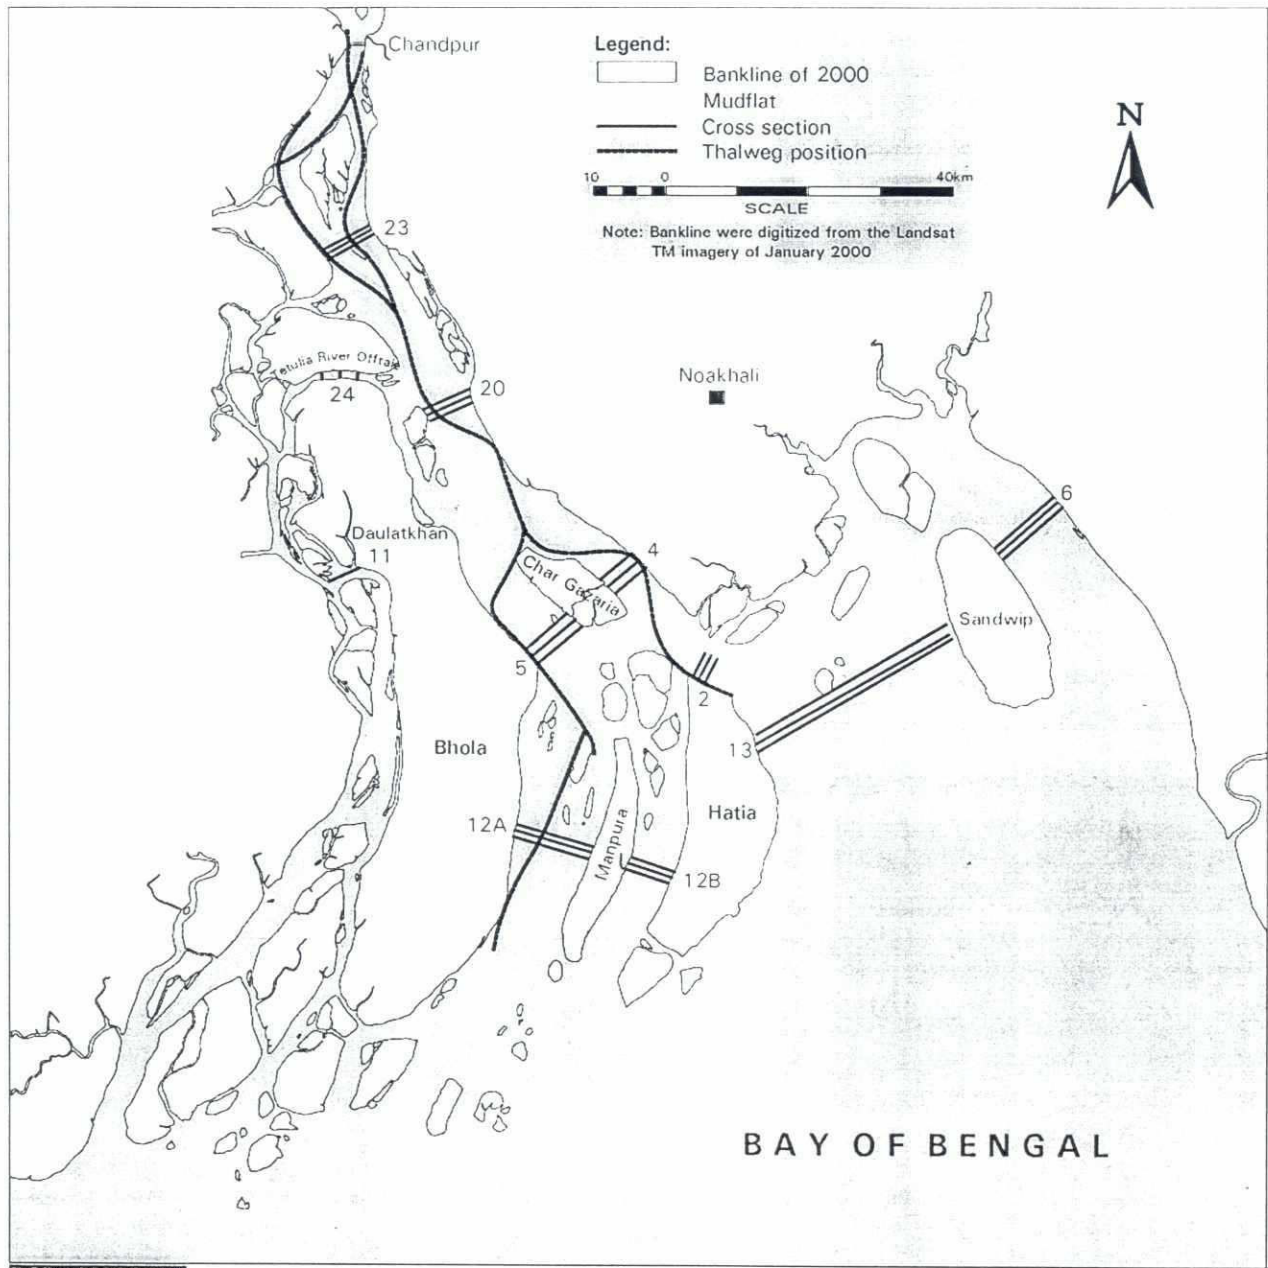 Chandpur
Legend:
Bankline of 2000
Mudflat
Cross section
Thalweg position
10 0 40km
SCALE
Note: Bankline were digitized from the Landsat
TM imagery of January 2000
N
23
Tetulia River Offtak
24
20
Noakhali
6
Daulatkhan
11
4
Char Gazaria
Sandwip
5
2
13
Bhola
Hatia
12A
Manpura
12B
BAY OF BENGAL